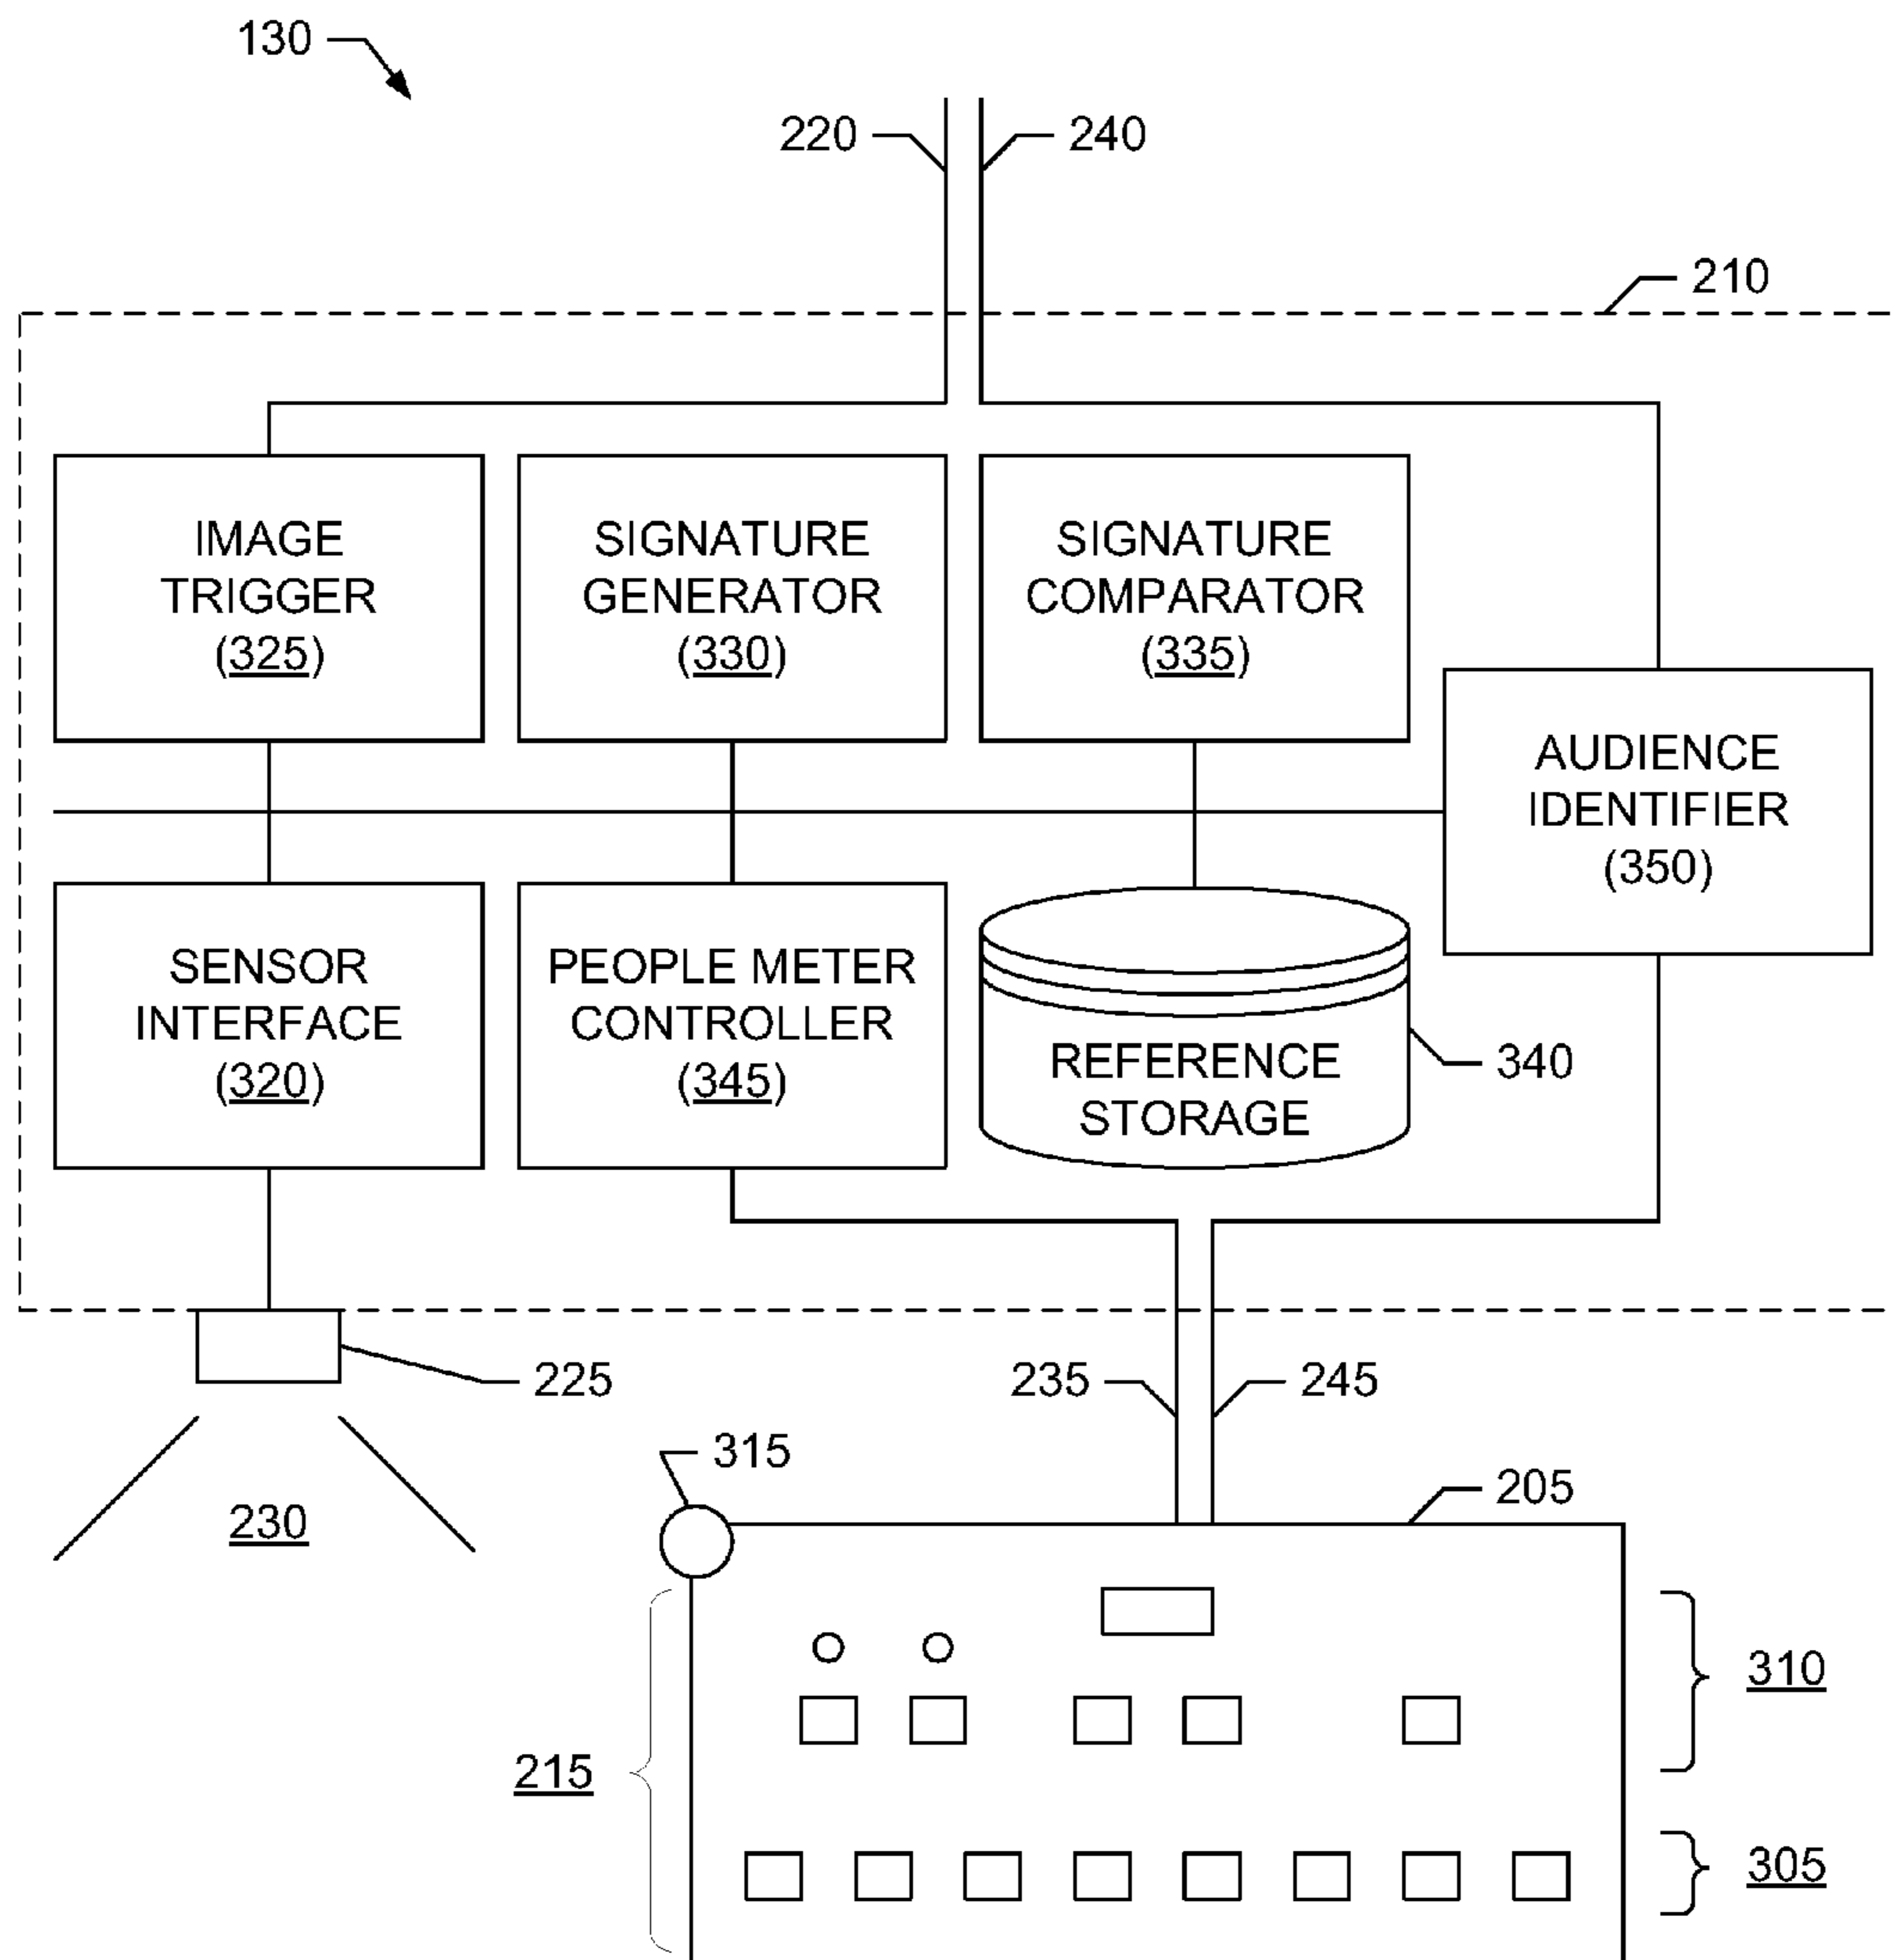 130
220
240
210
IMAGE
TRIGGER
(325)
SIGNATURE
GENERATOR
(330)
SIGNATURE
COMPARATOR
(335)
AUDIENCE
IDENTIFIER
(350)
SENSOR
INTERFACE
(320)
PEOPLE METER
CONTROLLER
(345)
REFERENCE
STORAGE
340
225
235
245
315
205
230
310
215
305